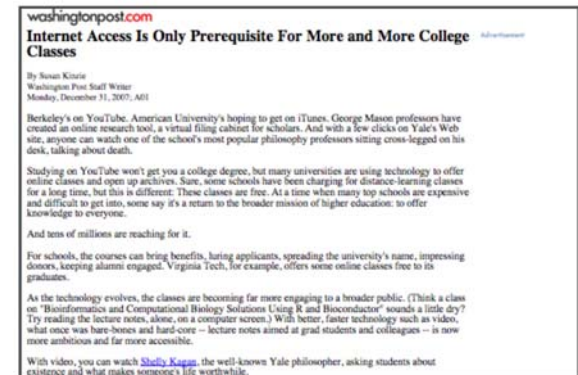 washingtonpost.com
Internet Access Is Only Prerequisite For More and More College
Classes
Advertisement
By Susan Kinzie
Washington Post Staff Writer
Monday, December 31, 2007; A01
Berkeley's on YouTube. American University's hoping to get on iTunes. George Mason professors have
created an online research tool, a virtual filing cabinet for scholars. And with a few clicks on Yale's Web
site, anyone can watch one of the school's most popular philosophy professors sitting cross-legged on his
desk, talking about death.
Studying on YouTube won't get you a college degree, but many universities are using technology to offer
online classes and open up archives. Sure, some schools have been charging for distance-learning classes
for a long time, but this is different: These classes are free. At a time when many top schools are expensive
and difficult to get into, some say it's a return to the broader mission of higher education: to offer
knowledge to everyone.
And tens of millions are reaching for it.
For schools, the courses can bring benefits, luring applicants, spreading the university's name, impressing
donors, keeping alumni engaged. Virginia Tech, for example, offers some online classes free to its
graduates.
As the technology evolves, the classes are becoming far more engaging to a broader public. (Think a class
on "Bioinformatics and Computational Biology Solutions Using R and Bioconductor" sounds a little dry?
Try reading the lecture notes, alone, on a computer screen.) With better, faster technology such as video,
what once was bare-bones and hard-core -- lecture notes aimed at grad students and colleagues -- is now
more ambitious and far more accessible.
With video, you can watch Shelly Kagan, the well-known Yale philosopher, asking students about
existence and what makes someone's life worthwhile.